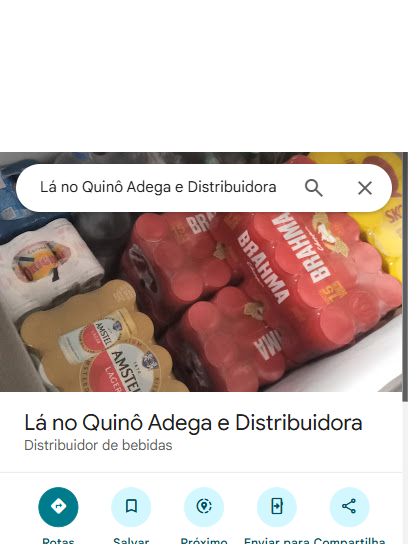 Lá no Quinô Adega e Distribuidora
BRAHMA
BRAHMA
BRAHMA
AMSTEL
AMSTEL
LAGER
Lá no Quinô Adega e Distribuidora
Distribuidor de bebidas
Rotas
Salvar
Próximo
Enviar para
Compartilha